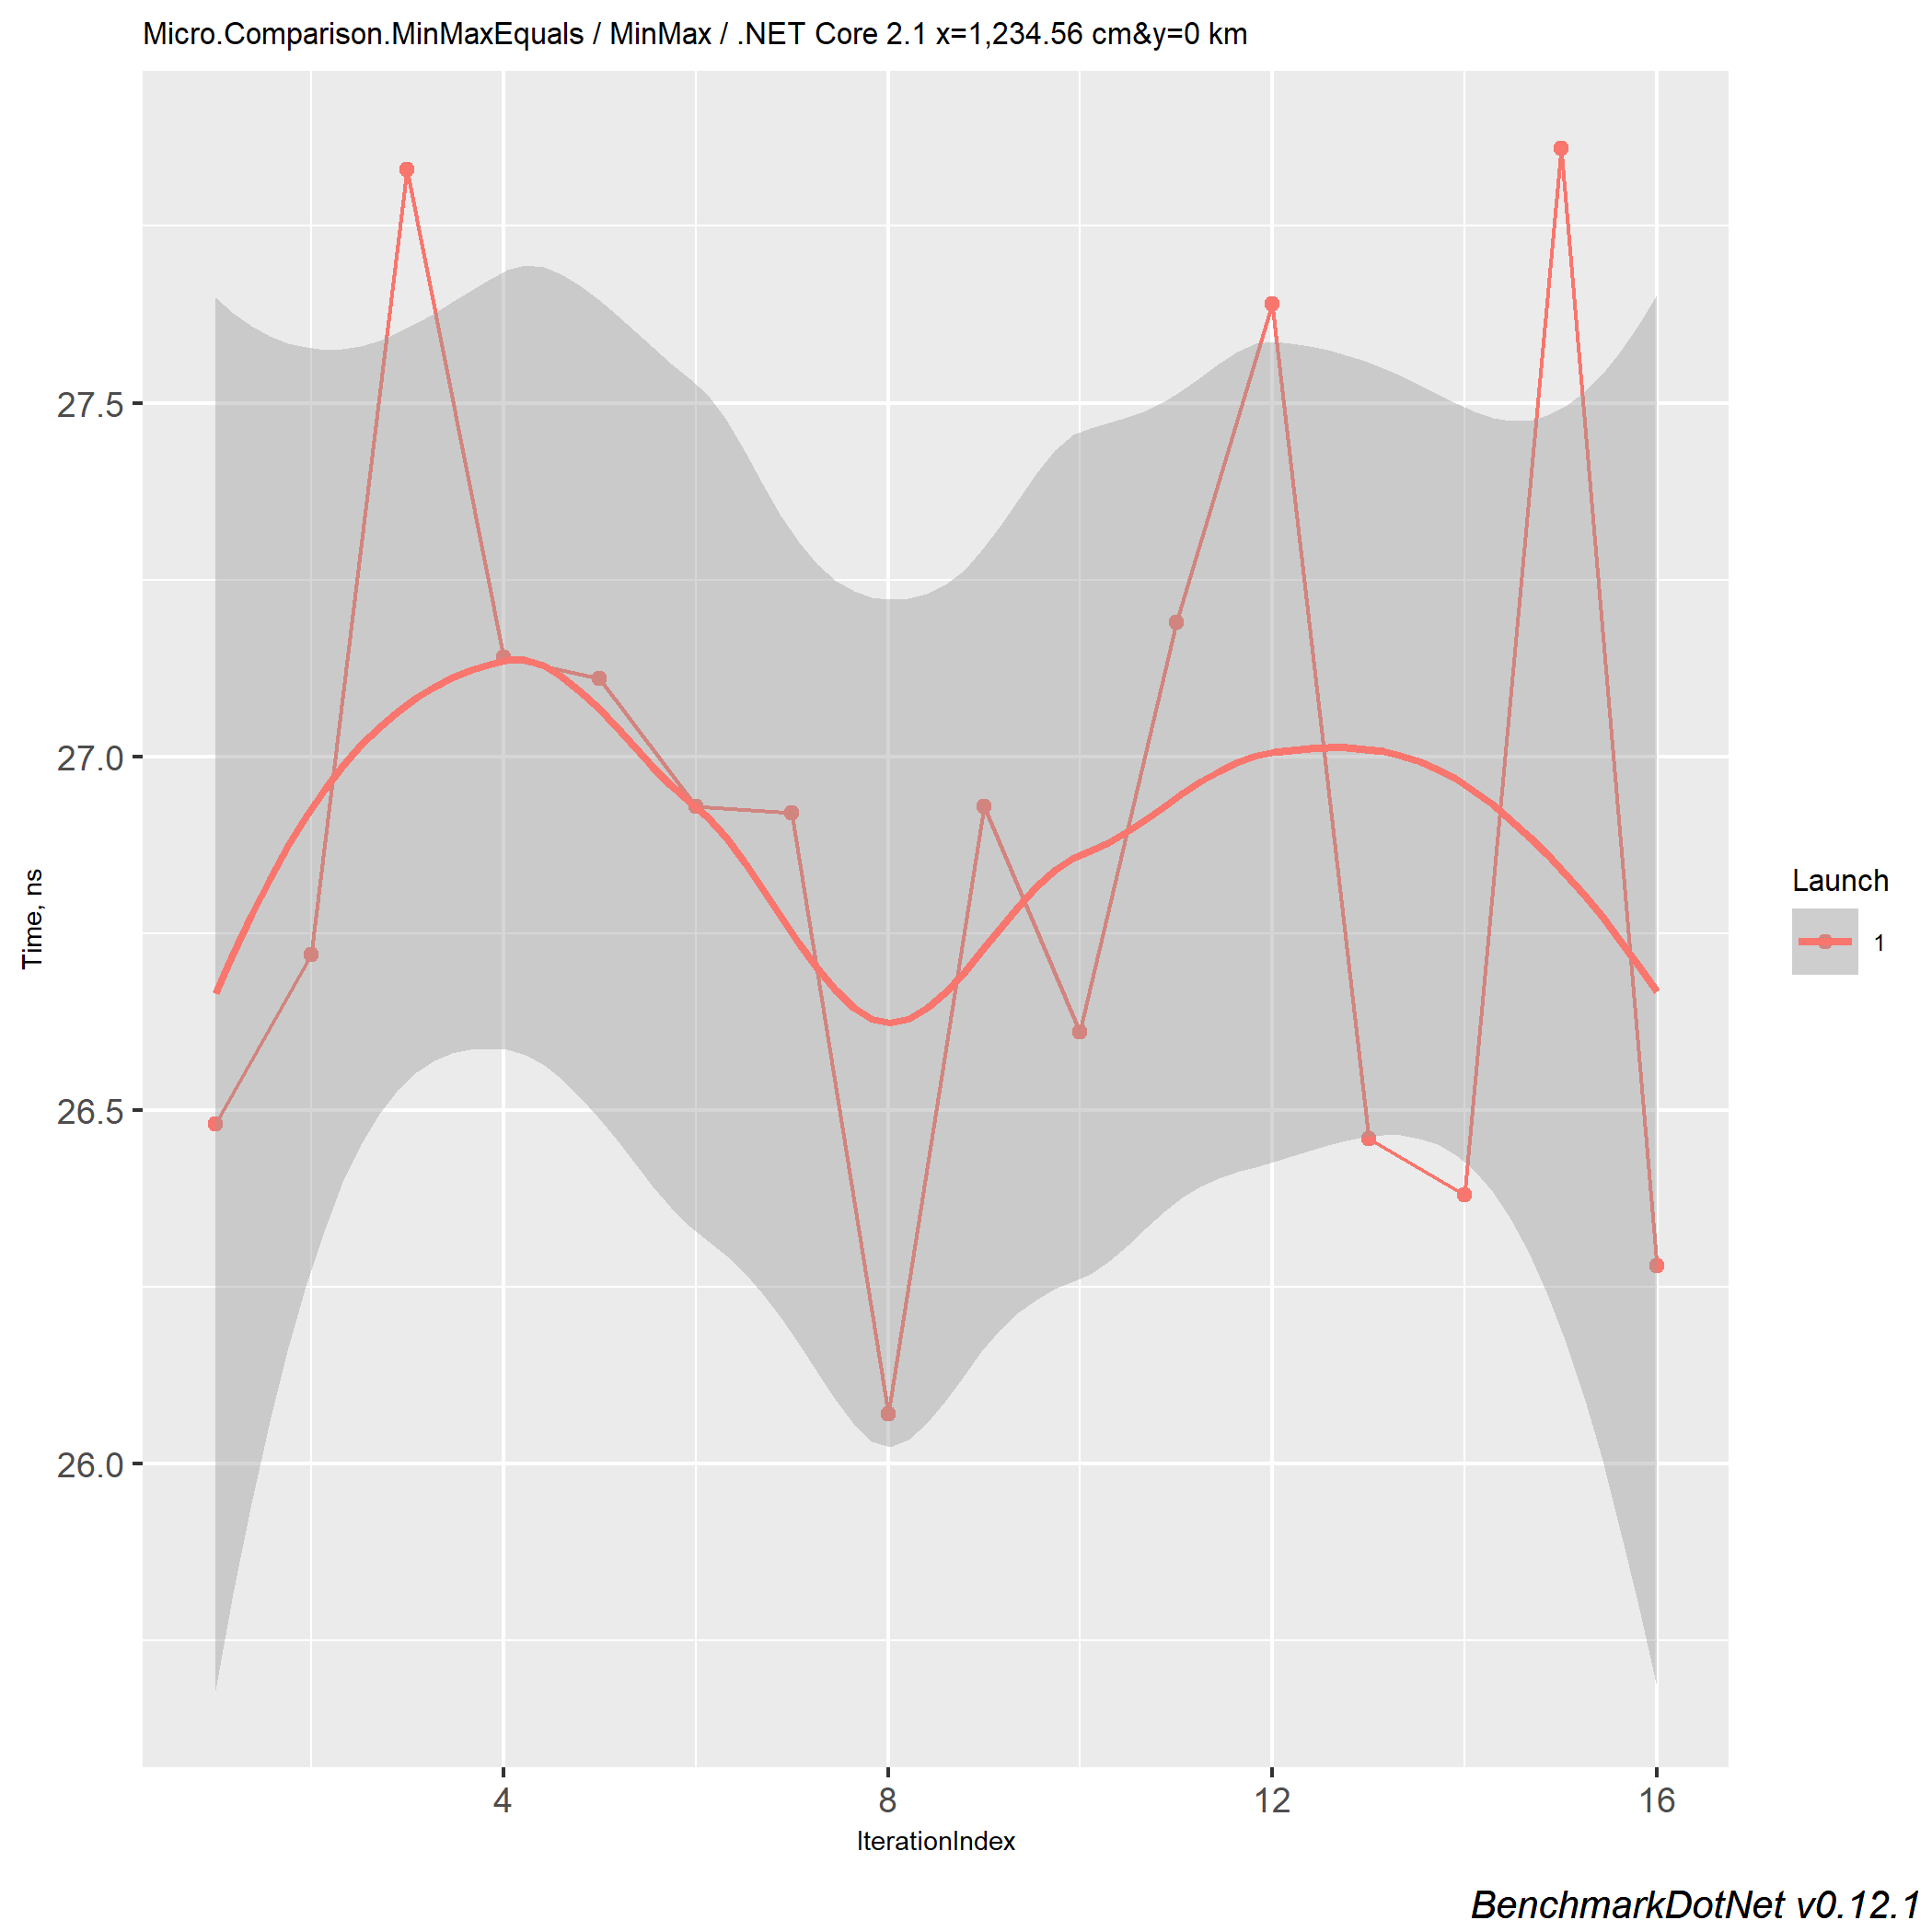 Micro.Comparison.MinMaxEquals / MinMax / .NET Core 2.1 x=1,234.56 cm&y=0 km
27.5
27.0
26.5
26.0
Time, ns
4 8 12 16
IterationIndex
Launch
1
BenchmarkDotNet v0.12.1